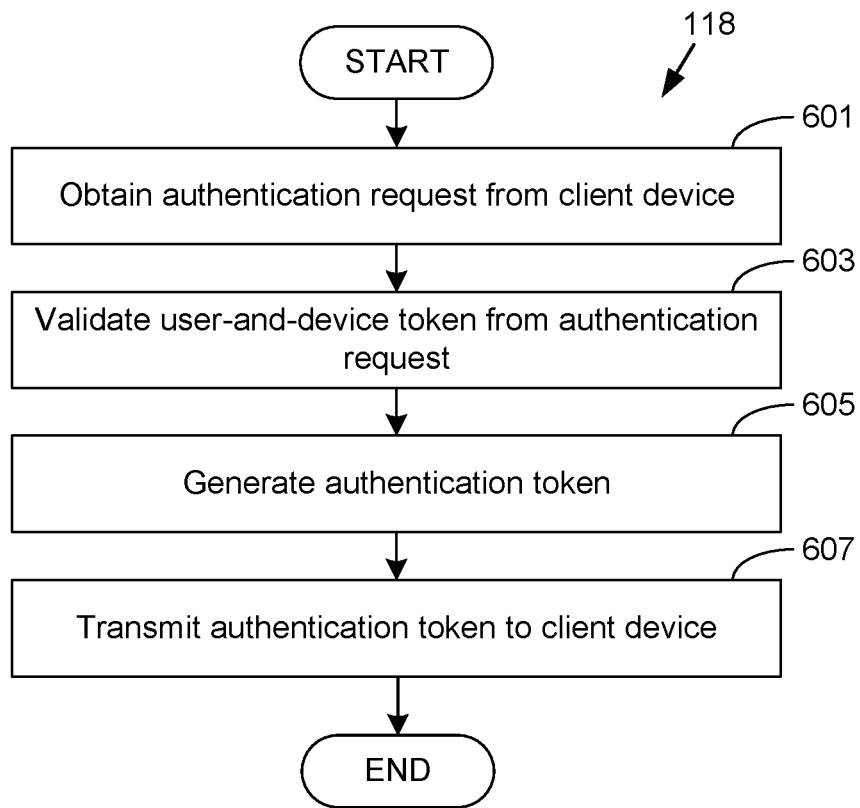 118
START
601
Obtain authentication request from client device
603
Validate user-and-device token from authentication
request
605
Generate authentication token
607
Transmit authentication token to client device
END